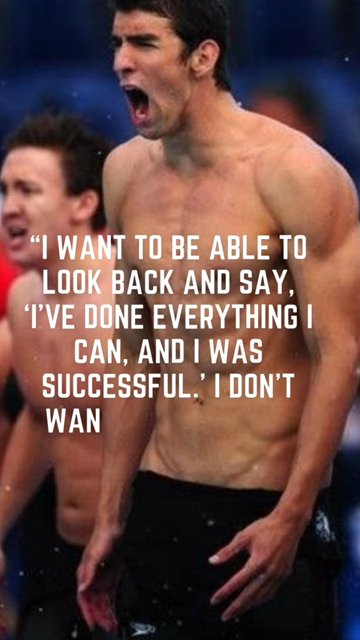 “I WANT TO BE ABLE TO
LOOK BACK AND SAY,
‘I’VE DONE EVERYTHING I
CAN, AND I WAS
SUCCESSFUL.’ I DON’T
WAN